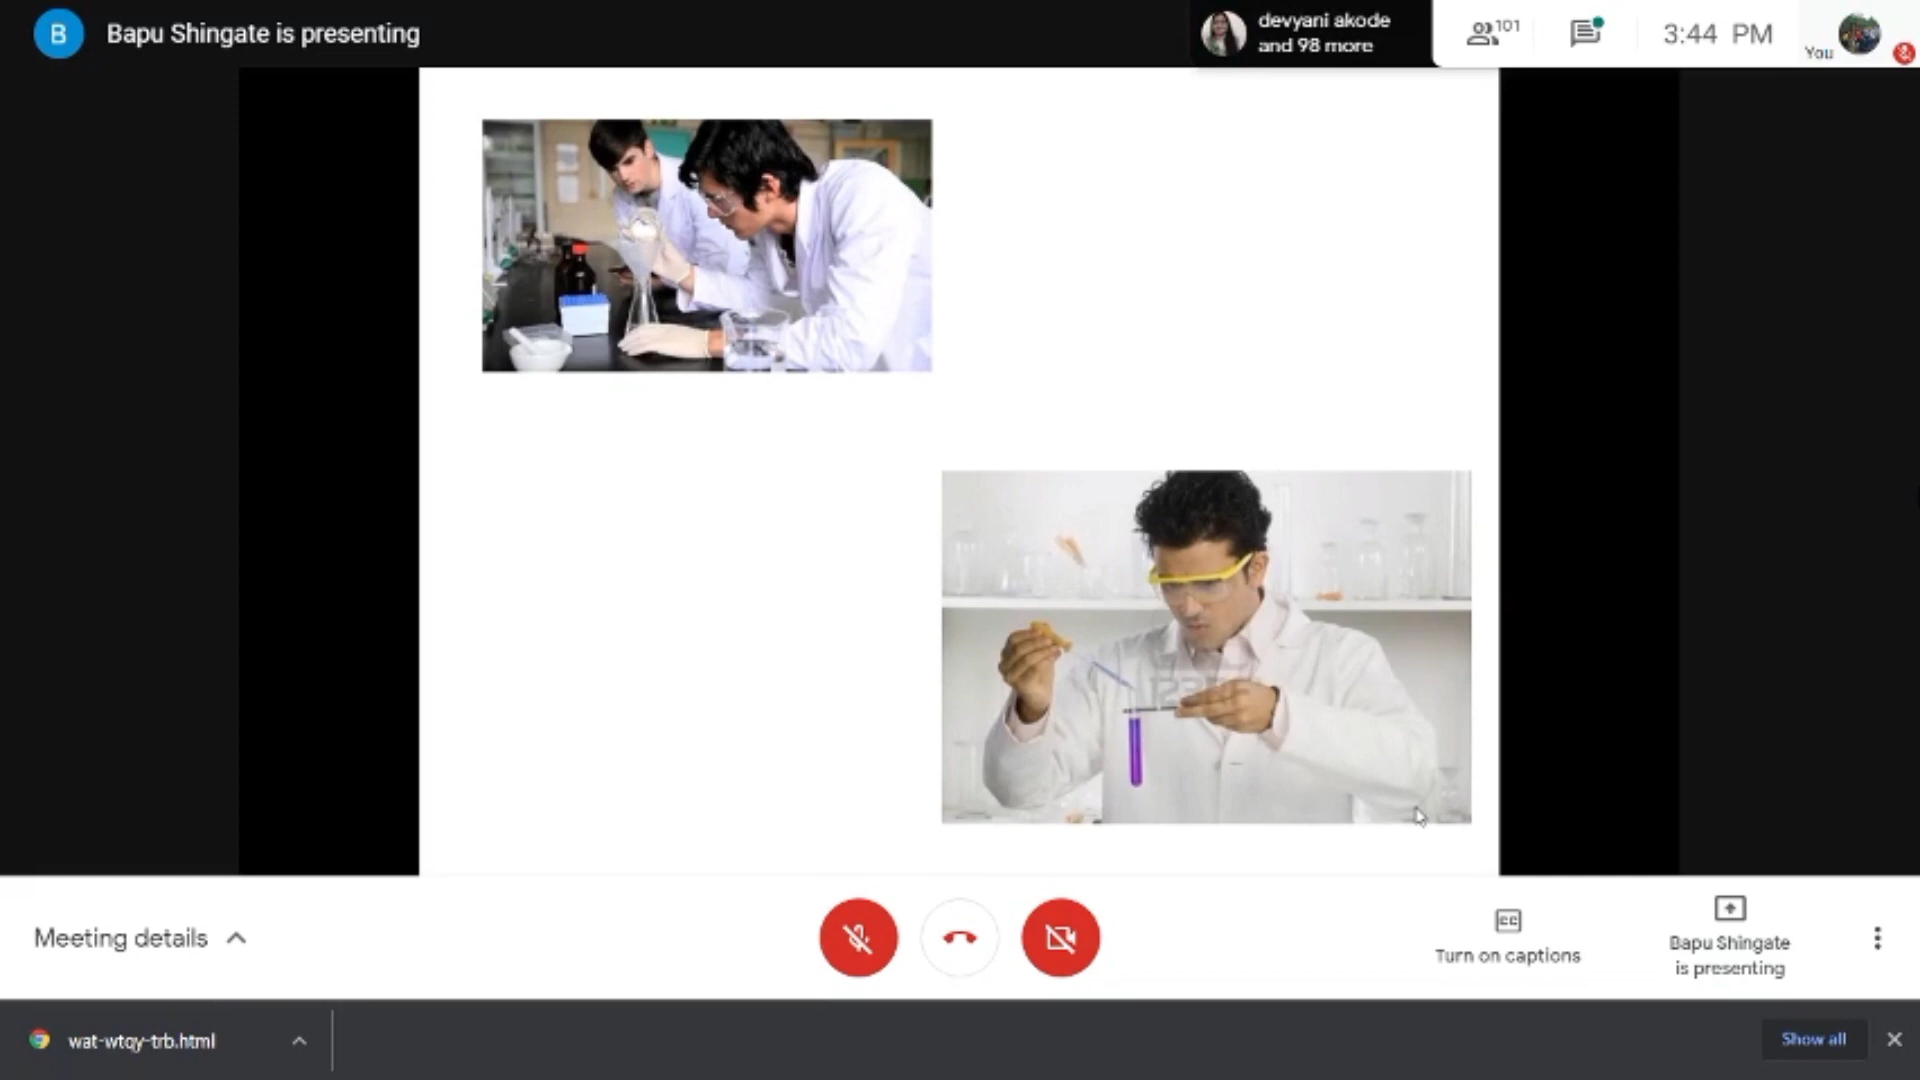 B
Bapu Shingate is presenting
devyani akode
and 98 more
101
3:44 PM
You
Meeting details
CC
Turn on captions
Bapu Shingate
is presenting
wat-wtqy-trb.html
Show all